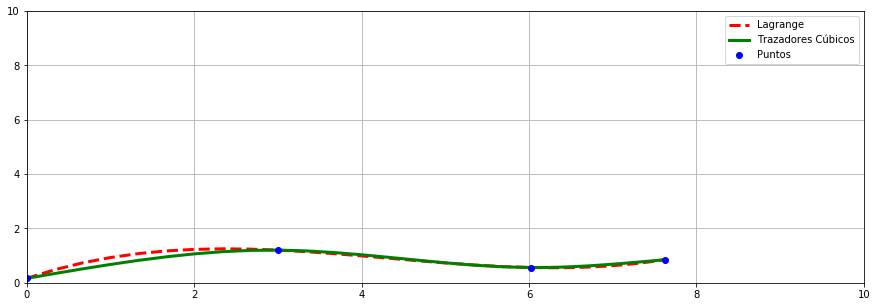 10
8
6
4
2
0
0 2 4 6 8 10
Lagrange
Trazadores Cúbicos
Puntos